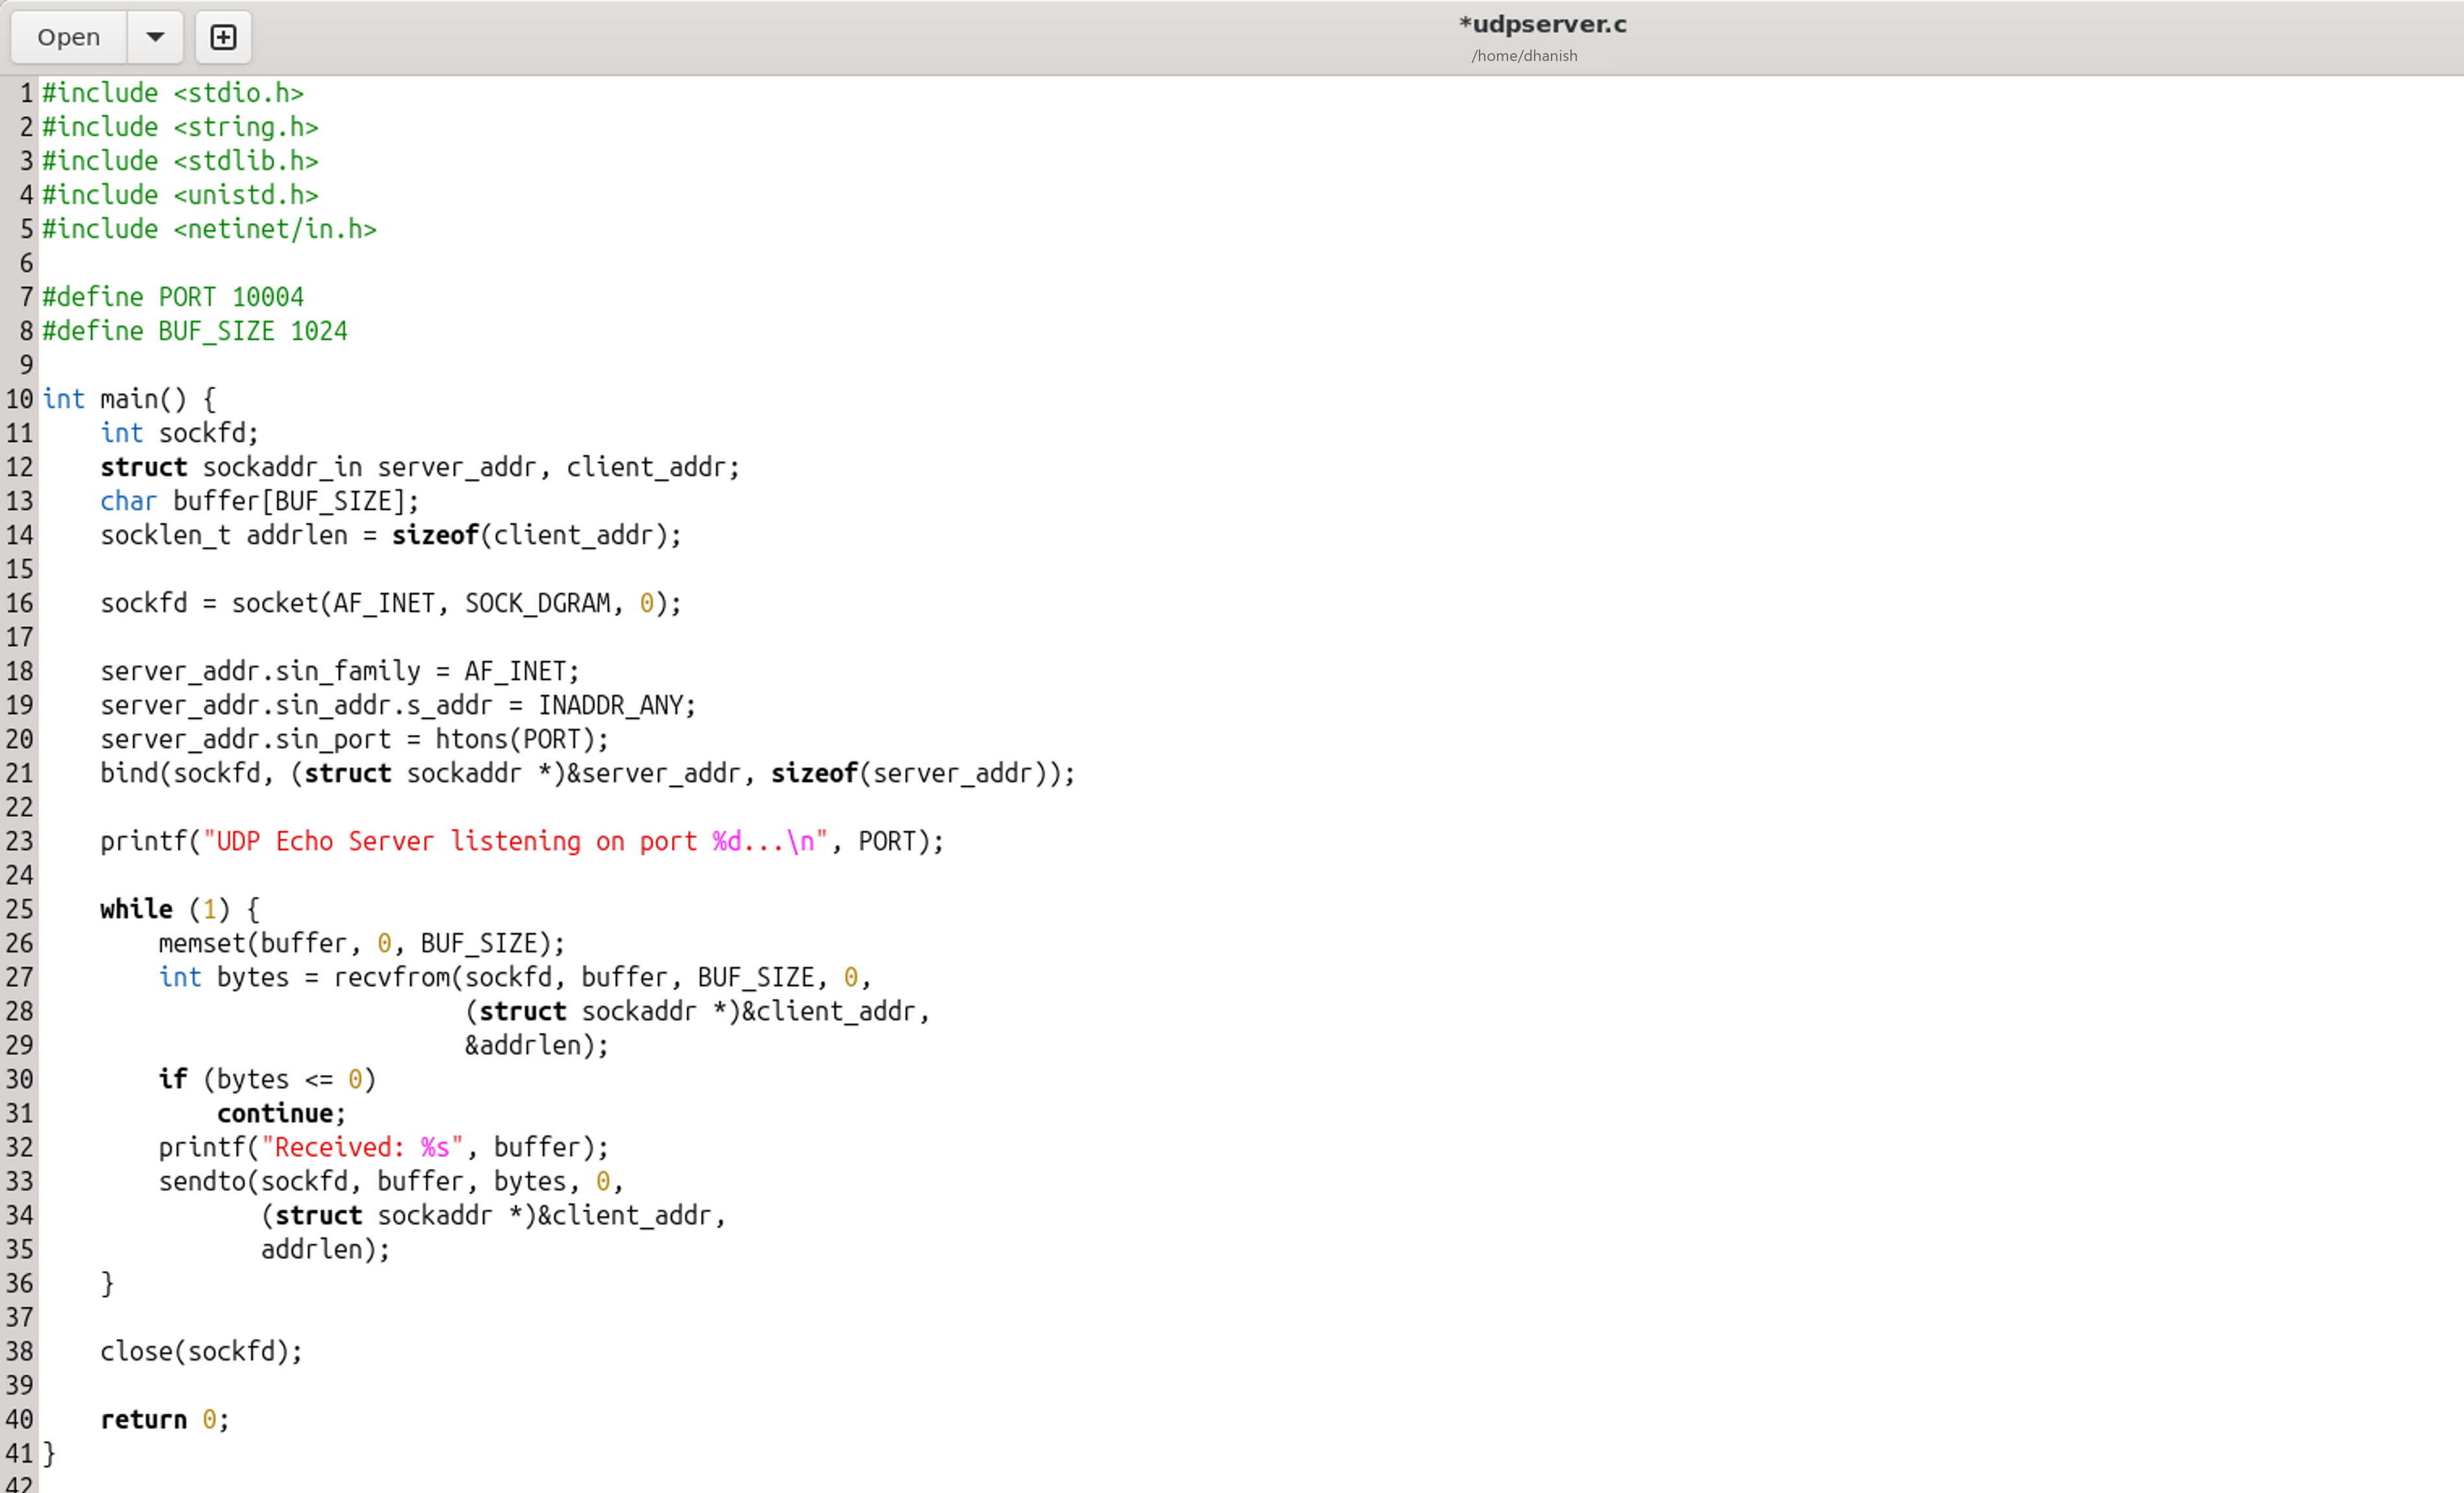 Open
*udpserver.c
/home/dhanish
1 #include <stdio.h>
2 #include <string.h>
3 #include <stdlib.h>
4 #include <unistd.h>
5 #include <netinet/in.h>
6
7 #define PORT 10004
8 #define BUF_SIZE 1024
9
10 int main() {
11     int sockfd;
12     struct sockaddr_in server_addr, client_addr;
13     char buffer[BUF_SIZE];
14     socklen_t addrlen = sizeof(client_addr);
15
16     sockfd = socket(AF_INET, SOCK_DGRAM, 0);
17
18     server_addr.sin_family = AF_INET;
19     server_addr.sin_addr.s_addr = INADDR_ANY;
20     server_addr.sin_port = htons(PORT);
21     bind(sockfd, (struct sockaddr *)&server_addr, sizeof(server_addr));
22
23     printf("UDP Echo Server listening on port %d...\n", PORT);
24
25     while (1) {
26         memset(buffer, 0, BUF_SIZE);
27         int bytes = recvfrom(sockfd, buffer, BUF_SIZE, 0,
28                              (struct sockaddr *)&client_addr,
29                              &addrlen);
30         if (bytes <= 0)
31             continue;
32         printf("Received: %s", buffer);
33         sendto(sockfd, buffer, bytes, 0,
34                (struct sockaddr *)&client_addr,
35                addrlen);
36     }
37
38     close(sockfd);
39
40     return 0;
41 }
42